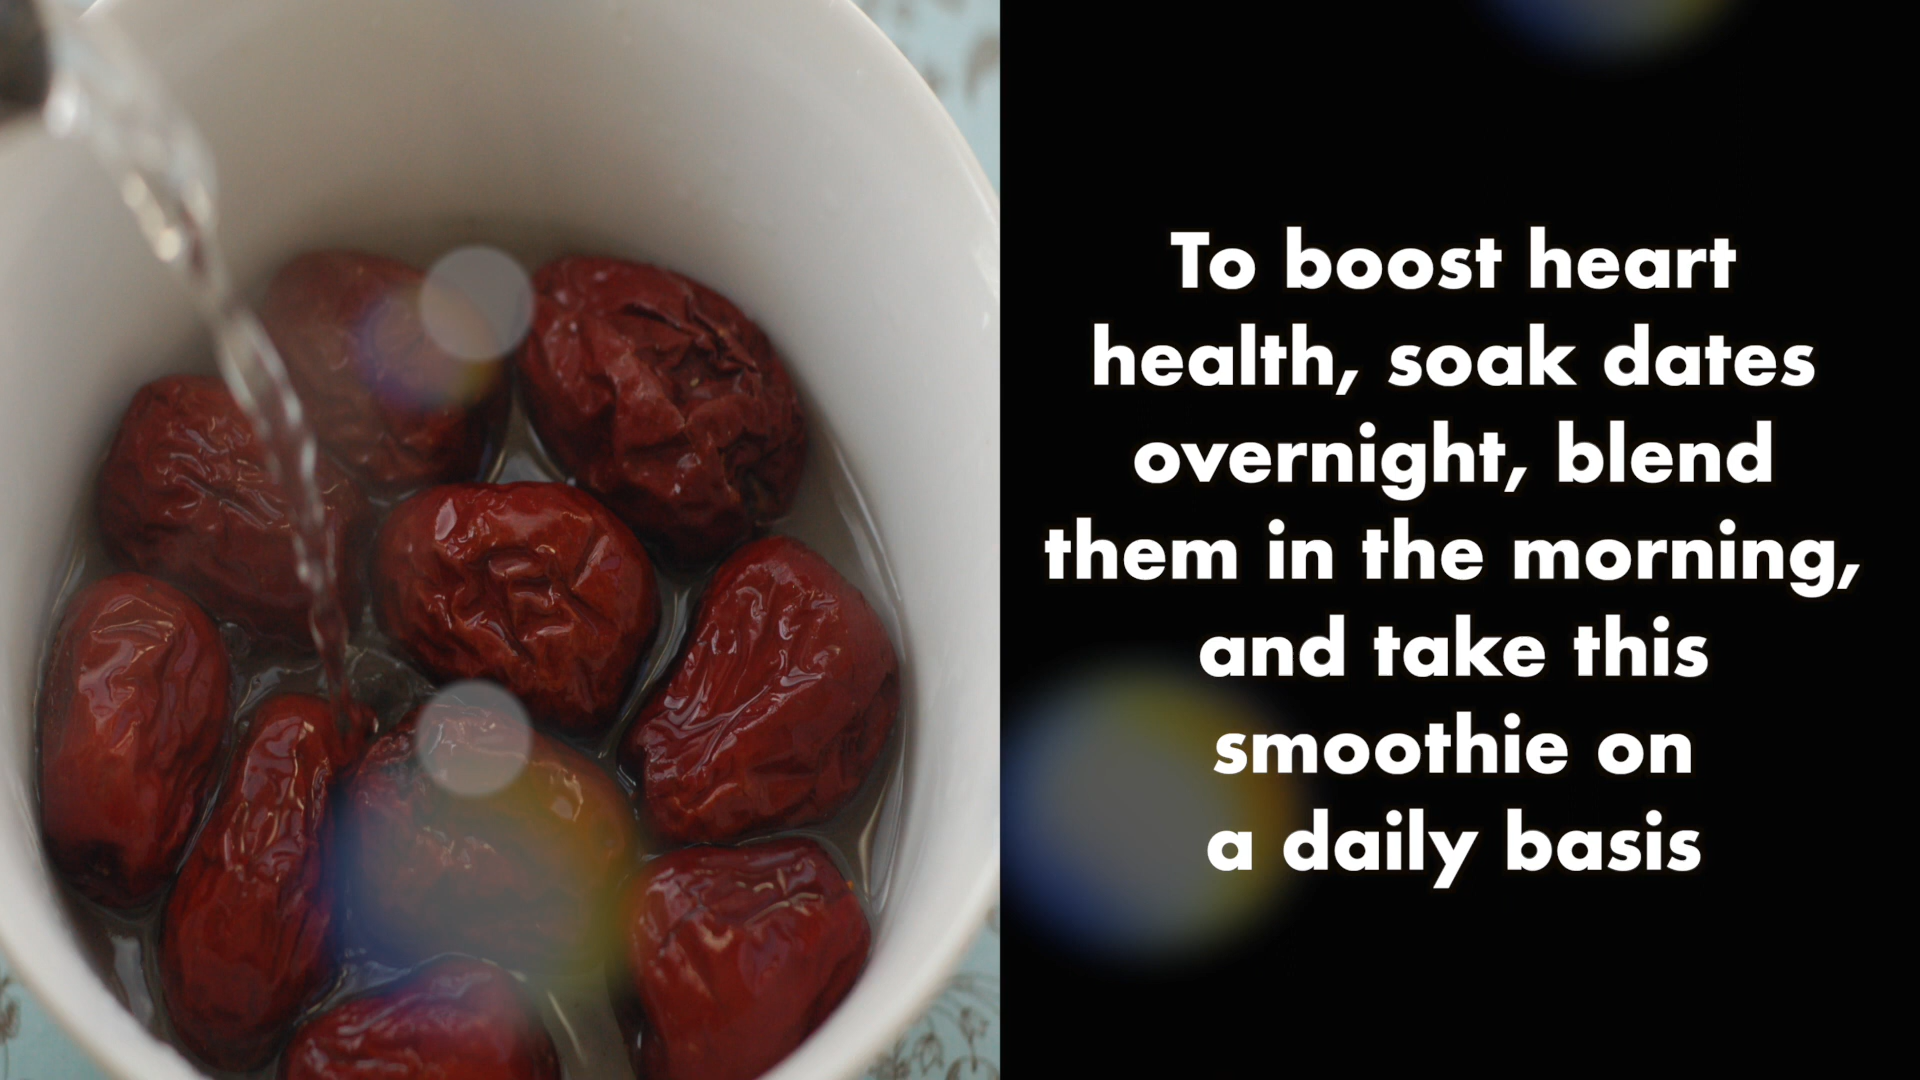 To boost heart
health, soak dates
overnight, blend
them in the morning,
and take this
smoothie on
a daily basis